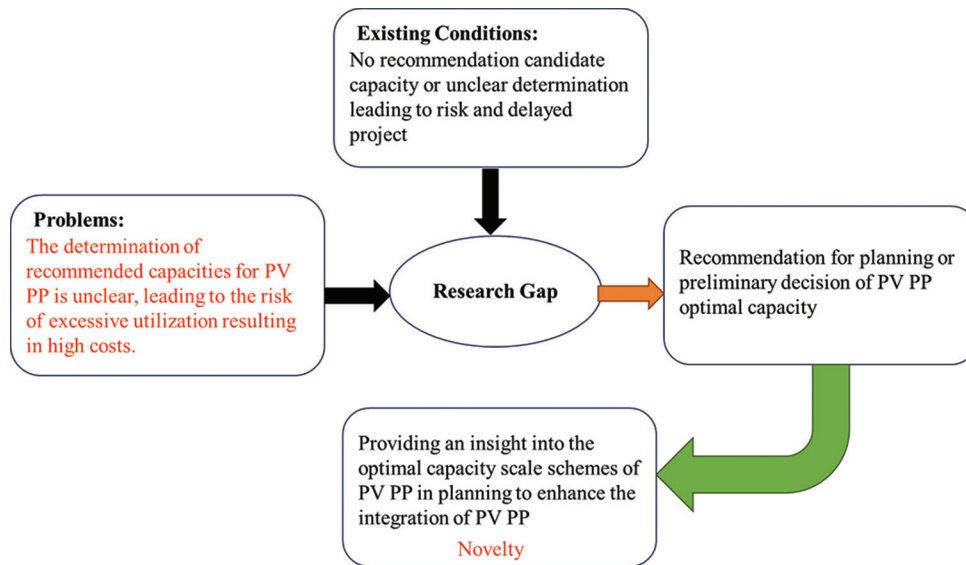 Existing Conditions:
No recommendation candidate
capacity or unclear determination
leading to risk and delayed
project
Problems:
The determination of
recommended capacities for PV
PP is unclear, leading to the risk
of excessive utilization resulting
in high costs.
Research Gap
Recommendation for planning or
preliminary decision of PV PP
optimal capacity
Providing an insight into the
optimal capacity scale schemes of
PV PP in planning to enhance the
integration of PV PP
Novelty